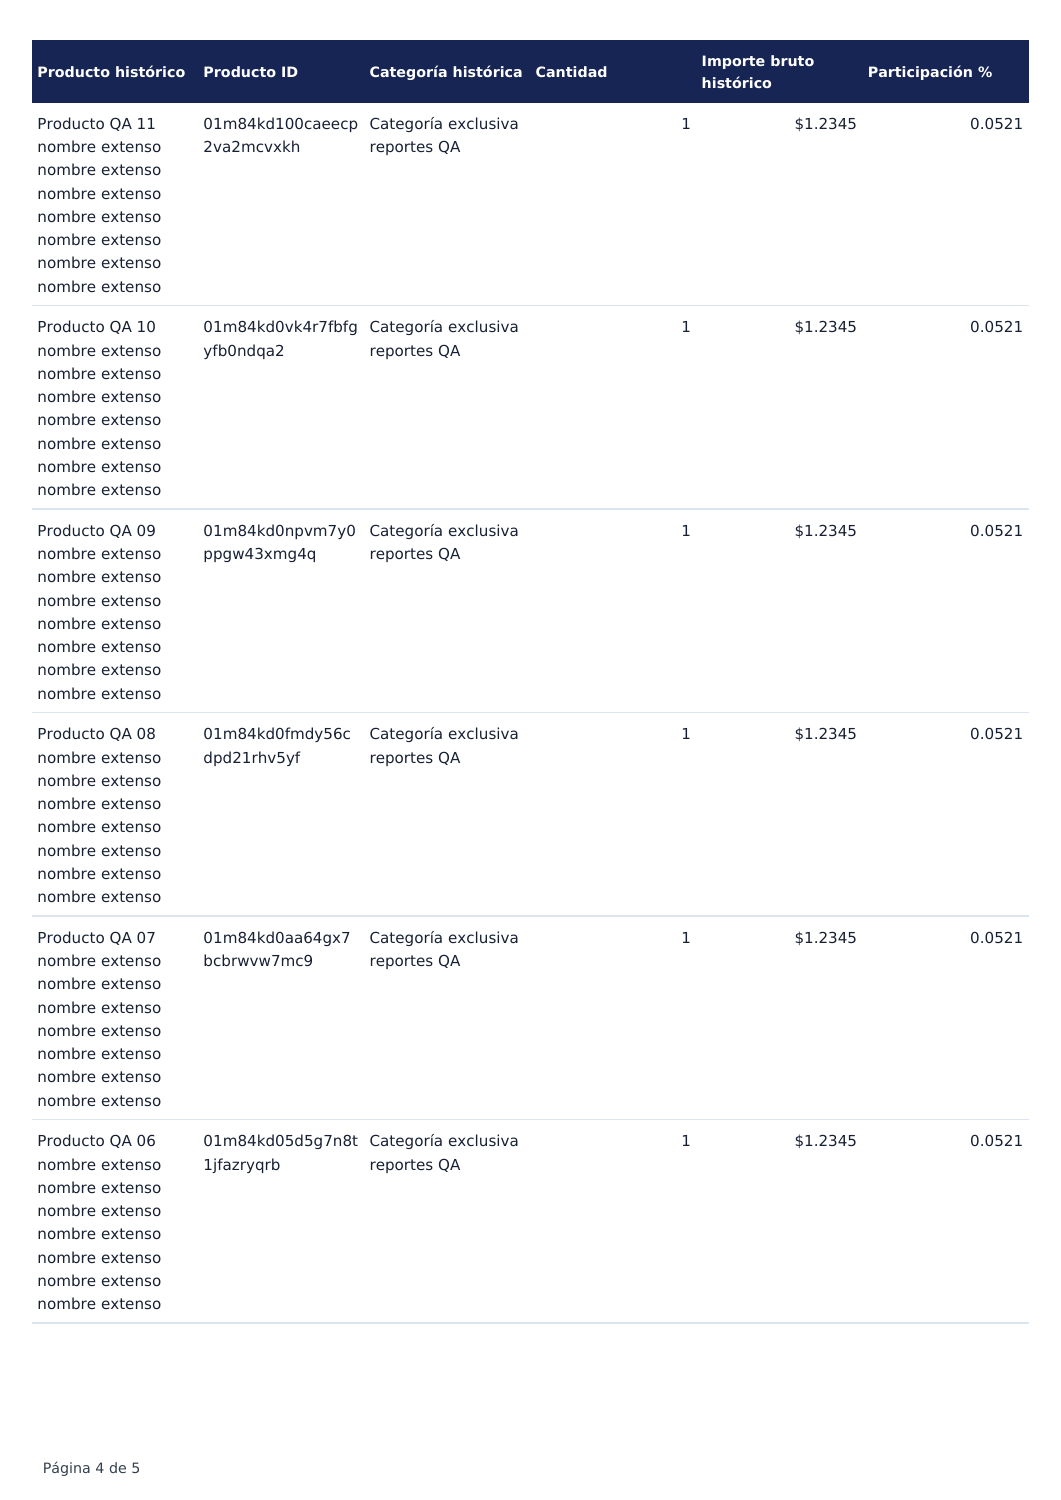 Producto histórico Producto ID Categoría histórica Cantidad Importe bruto histórico Participación %
Producto QA 11 01m84kd100caeecp Categoría exclusiva 1 $1.2345 0.0521
nombre extenso 2va2mcvxkh reportes QA
nombre extenso
nombre extenso
nombre extenso
nombre extenso
nombre extenso
nombre extenso
Producto QA 10 01m84kd0vk4r7fbfg Categoría exclusiva 1 $1.2345 0.0521
nombre extenso yfb0ndqa2 reportes QA
nombre extenso
nombre extenso
nombre extenso
nombre extenso
nombre extenso
nombre extenso
Producto QA 09 01m84kd0npvm7y0 Categoría exclusiva 1 $1.2345 0.0521
nombre extenso ppgw43xmg4q reportes QA
nombre extenso
nombre extenso
nombre extenso
nombre extenso
nombre extenso
nombre extenso
Producto QA 08 01m84kd0fmdy56c Categoría exclusiva 1 $1.2345 0.0521
nombre extenso dpd21rhv5yf reportes QA
nombre extenso
nombre extenso
nombre extenso
nombre extenso
nombre extenso
nombre extenso
Producto QA 07 01m84kd0aa64gx7 Categoría exclusiva 1 $1.2345 0.0521
nombre extenso bcbrwvw7mc9 reportes QA
nombre extenso
nombre extenso
nombre extenso
nombre extenso
nombre extenso
nombre extenso
Producto QA 06 01m84kd05d5g7n8t Categoría exclusiva 1 $1.2345 0.0521
nombre extenso 1jfazryqrb reportes QA
nombre extenso
nombre extenso
nombre extenso
nombre extenso
nombre extenso
nombre extenso
Página 4 de 5